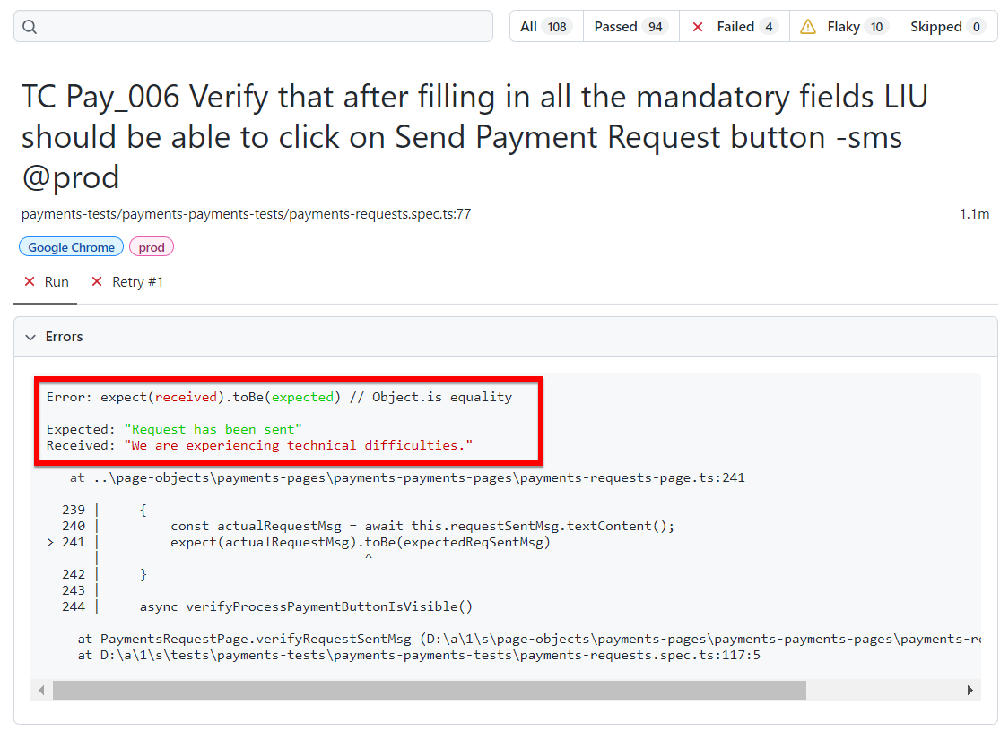 All 108 Passed 94 Failed 4 Flaky 10 Skipped 0
TC Pay_006 Verify that after filling in all the mandatory fields LIU
should be able to click on Send Payment Request button -sms
@prod
payments-tests/payments-payments-tests/payments-requests.spec.ts:77 1.1m
Google Chrome prod
Run Retry #1
Errors
Error: expect(received).toBe(expected) // Object.is equality
Expected: "Request has been sent"
Received: "We are experiencing technical difficulties."
at ..\page-objects\payments-pages\payments-payments-pages\payments-requests-page.ts:241
239 | {
240 | const actualRequestMsg = await this.requestSentMsg.textContent();
> 241 | expect(actualRequestMsg).toBe(expectedReqSentMsg)
| ^
242 | }
243 |
244 | async verifyProcessPaymentButtonIsVisible()
at PaymentsRequestPage.verifyRequestSentMsg (D:\a\1\s\page-objects\payments-pages\payments-payments-pages\payments-re
at D:\a\1\s\tests\payments-tests\payments-payments-tests\payments-requests.spec.ts:117:5